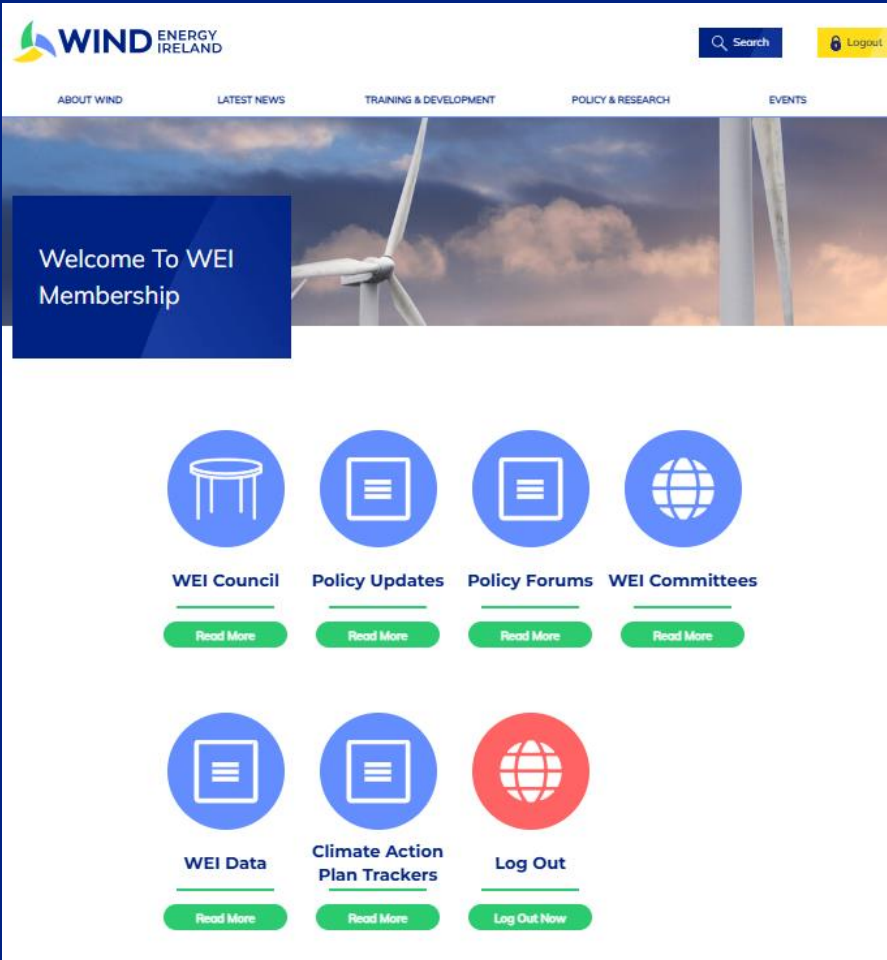 WIND ENERGY IRELAND
Search
Logout
ABOUT WIND
LATEST NEWS
TRAINING & DEVELOPMENT
POLICY & RESEARCH
EVENTS
Welcome To WEI
Membership
WEI Council
Policy Updates
Policy Forums
WEI Committees
Read More
Read More
Read More
Read More
WEI Data
Climate Action
Plan Trackers
Log Out
Read More
Read More
Log Out Now